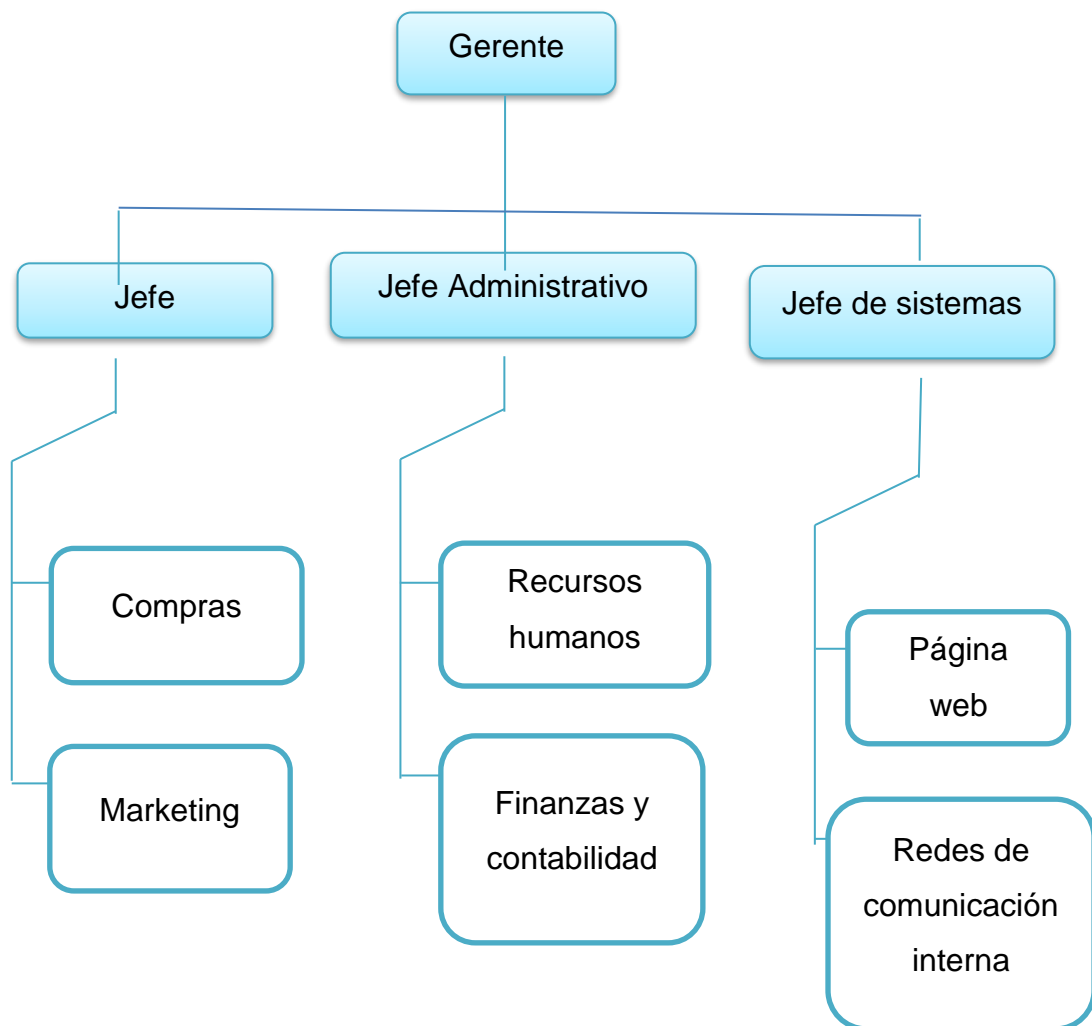 Gerente
Jefe
Jefe Administrativo
Jefe de sistemas
Compras
Marketing
Recursos
humanos
Finanzas y
contabilidad
Página
web
Redes de
comunicación
interna